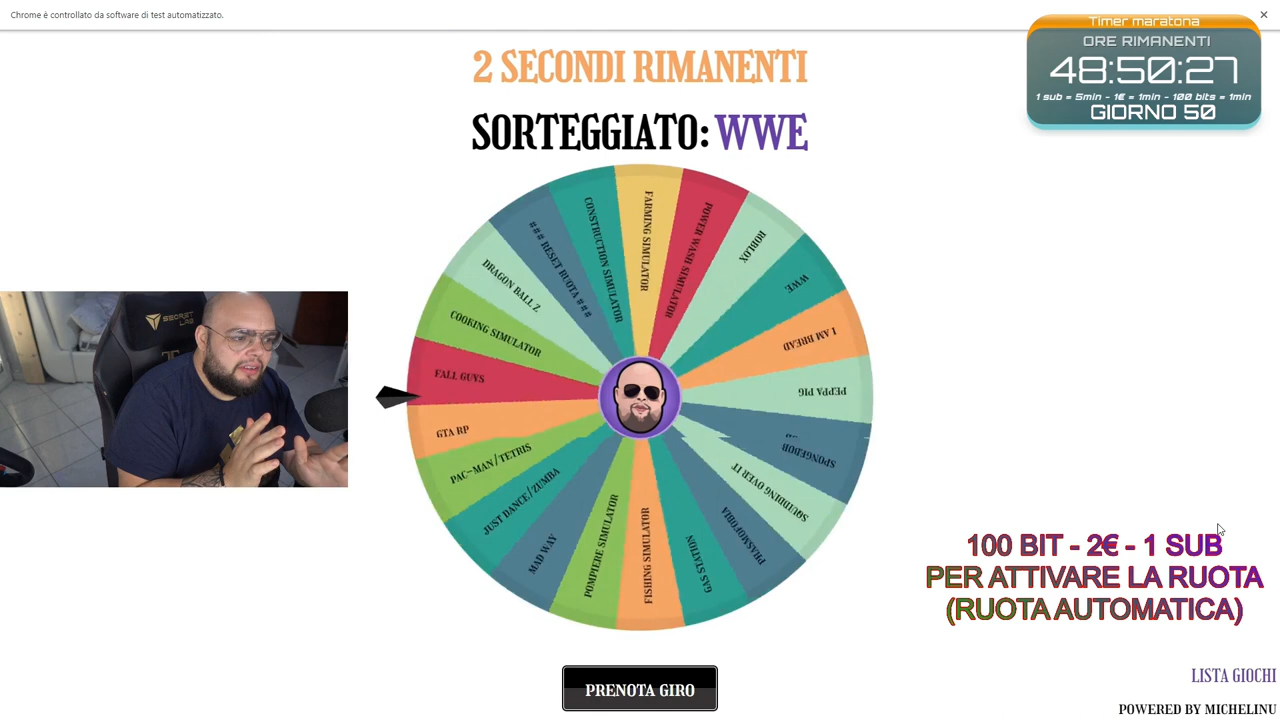 Chrome è controllato da software di test automatizzato.
Timer maratona
ORE RIMANENTI
48:50:27
1 sub = 5min - 1€ = 1min - 100 bits = 1min
GIORNO 50
2 SECONDI RIMANENTI
SORTEGGIATO: WWE
FARMING SIMULATOR
POWER WASH SIMULATOR
ROBLOX
WWE
I AM BREAD
PEPPA PIG
SPONGEBOB
SQUIDDING OVER IT
PHASMOFOBIA
GAS STATION
FISHING SIMULATOR
POMPIERE SIMULATOR
MAD WAY
JUST DANCE/ZUMBA
PAC-MAN/TETRIS
GTA RP
FALL GUYS
COOKING SIMULATOR
DRAGON BALL Z
### RESET RUOTA ###
CONSTRUCTION SIMULATOR
SECRET
LAB
100 BIT - 2€ - 1 SUB
PER ATTIVARE LA RUOTA
(RUOTA AUTOMATICA)
PRENOTA GIRO
LISTA GIOCHI
POWERED BY MICHELINU